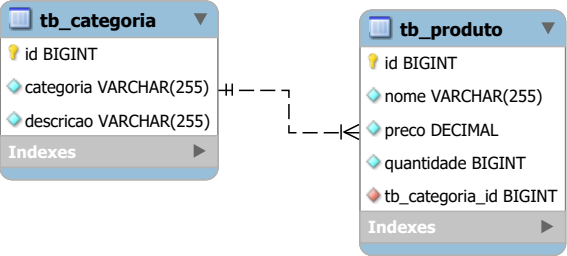 tb_categoria
id BIGINT
categoria VARCHAR(255)
descricao VARCHAR(255)
Indexes
tb_produto
id BIGINT
nome VARCHAR(255)
preco DECIMAL
quantidade BIGINT
tb_categoria_id BIGINT
Indexes